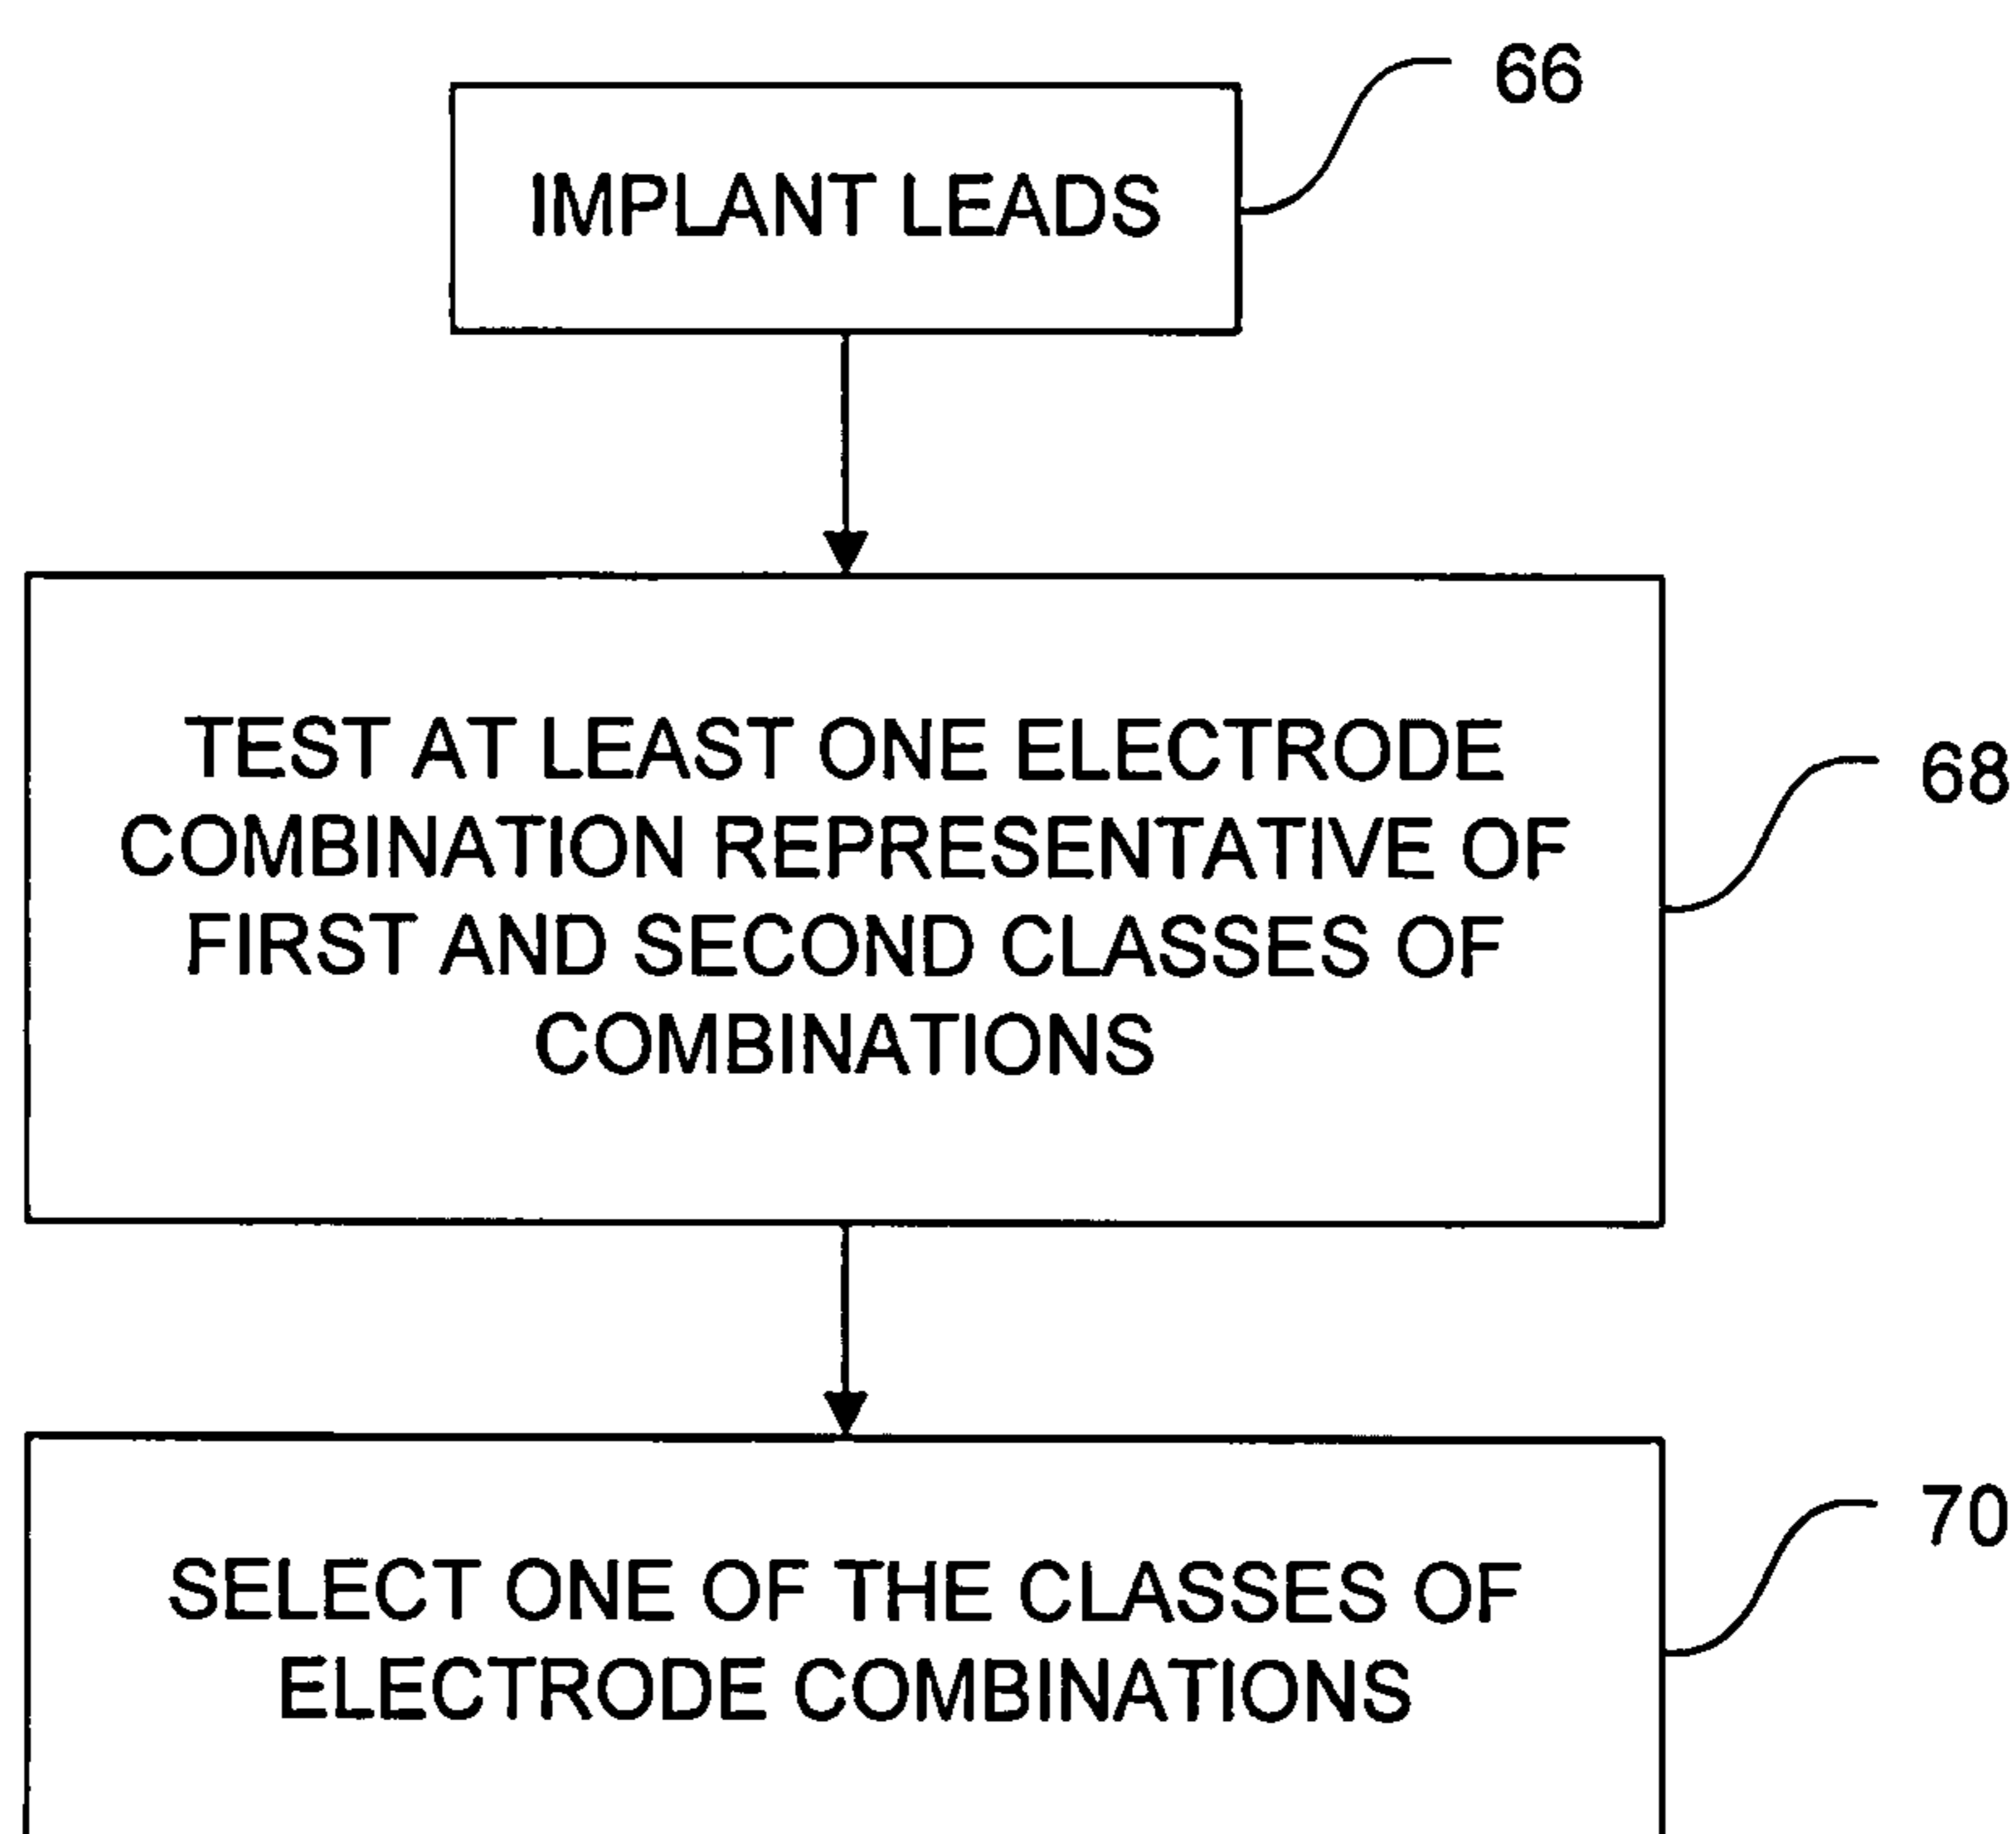 66
IMPLANT LEADS
TEST AT LEAST ONE ELECTRODE
COMBINATION REPRESENTATIVE OF
FIRST AND SECOND CLASSES OF
COMBINATIONS
68
SELECT ONE OF THE CLASSES OF
ELECTRODE COMBINATIONS
70